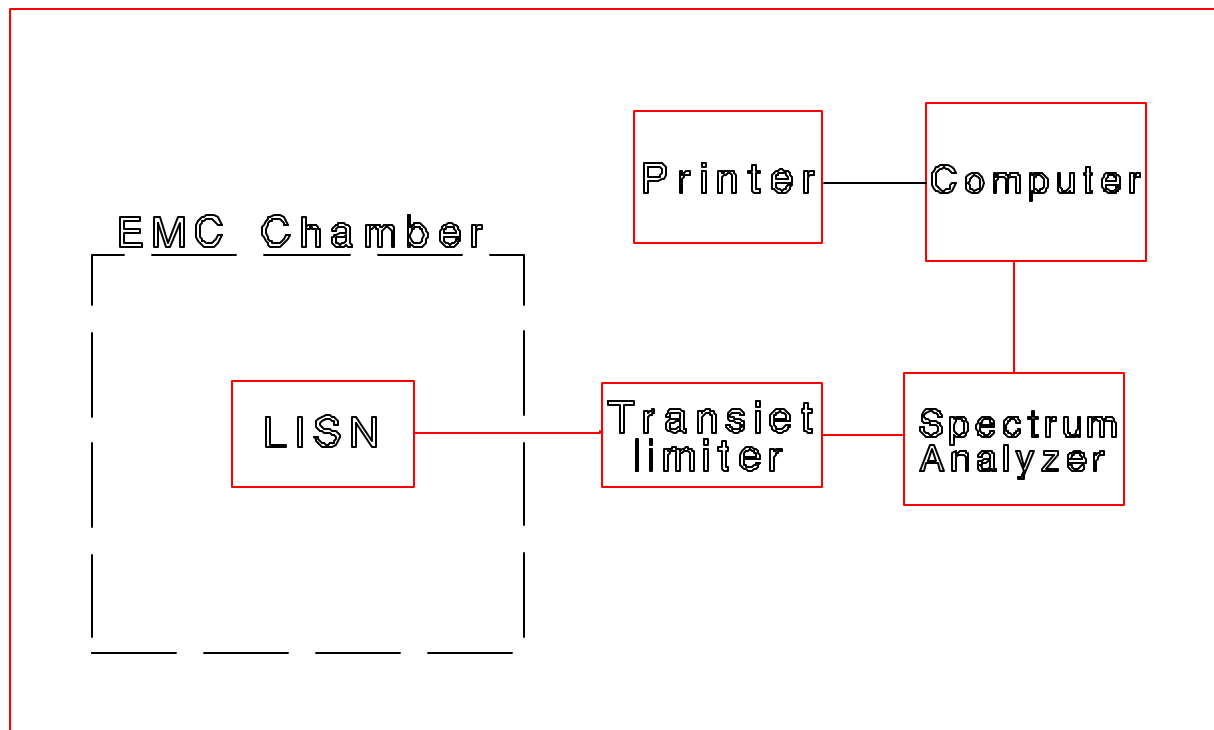 Printer
Computer
EMC Chamber
LISN
Transiet
limiter
Spectrum
Analyzer